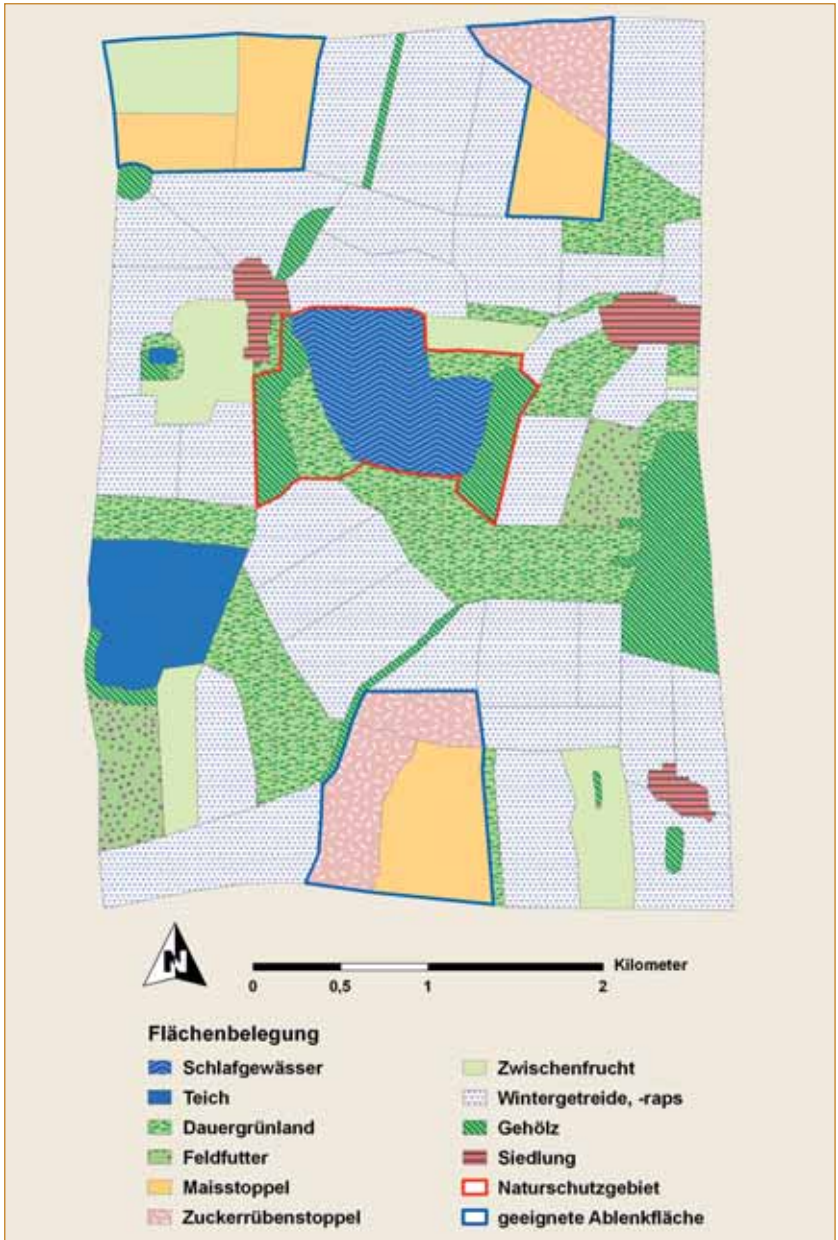 N
Kilometer
0 0,5 1 2
Flächenbelegung
Schlafgewässer
Teich
Dauergrünland
Feldfutter
Maisstoppel
Zuckerrübenstoppel
Zwischenfrucht
Wintergetreide, -raps
Gehölz
Siedlung
Naturschutzgebiet
geeignete Ablenkfläche